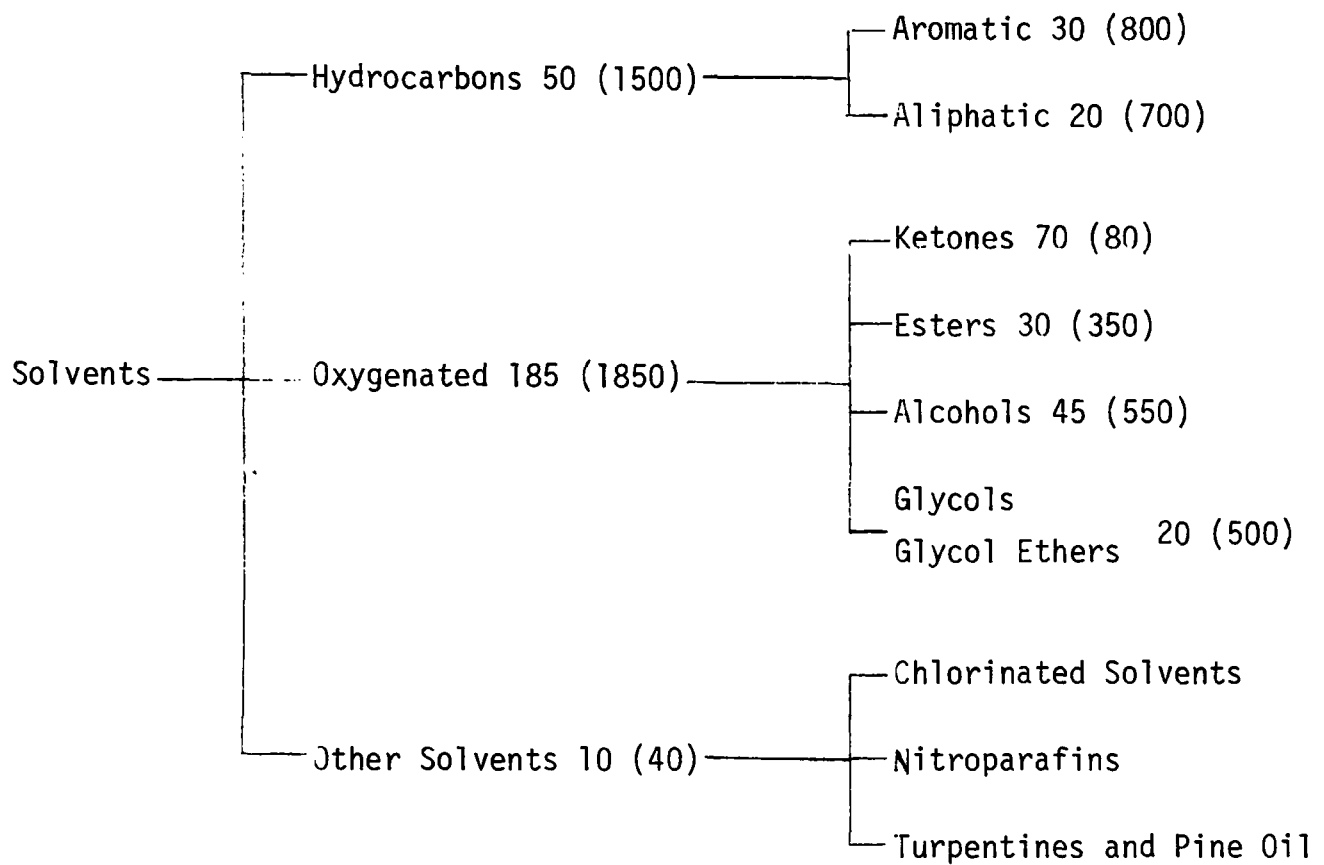 Aromatic 30 (800)
Hydrocarbons 50 (1500)
Aliphatic 20 (700)
Ketones 70 (80)
Esters 30 (350)
Solvents
Oxygenated 185 (1850)
Alcohols 45 (550)
Glycols
Glycol Ethers 20 (500)
Chlorinated Solvents
Other Solvents 10 (40)
Nitroparafins
Turpentines and Pine Oil